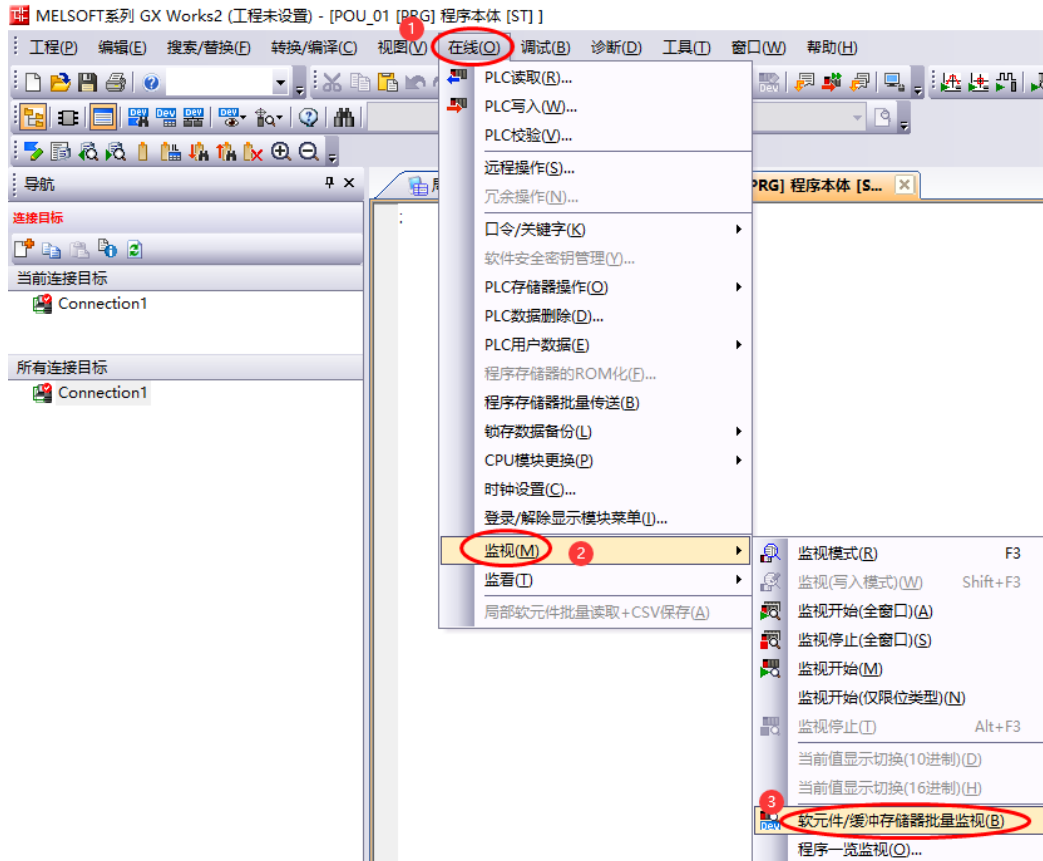 MELSOFT系列 GX Works2 (工程未设置) - [POU_01 [PRG] 程序本体 [ST] ]
1
工程(P) 编辑(E) 搜索/替换(F) 转换/编译(C) 视图(V) 在线(O) 调试(B) 诊断(D) 工具(T) 窗口(W) 帮助(H)
导航
PRG] 程序本体 [S...
连接目标
当前连接目标
Connection1
所有连接目标
Connection1
PLC读取(R)...
PLC写入(W)...
PLC校验(V)...
远程操作(S)...
冗余操作(N)...
口令/关键字(K)
软件安全密钥管理(Y)...
PLC存储器操作(O)
PLC数据删除(D)...
PLC用户数据(E)
程序存储器的ROM化(F)...
程序存储器批量传送(B)
锁存数据备份(L)
CPU模块更换(P)
时钟设置(C)...
登录/解除显示模块菜单(I)...
监视(M) 2
监看(T)
局部软元件批量读取+CSV保存(A)
监视模式(R) F3
监视(写入模式)(W) Shift+F3
监视开始(全窗口)(A)
监视停止(全窗口)(S)
监视开始(M)
监视开始(仅限位类型)(N)
监视停止(T) Alt+F3
当前值显示切换(10进制)(D)
当前值显示切换(16进制)(H)
3
软元件/缓冲存储器批量监视(B)
程序一览监视(O)...